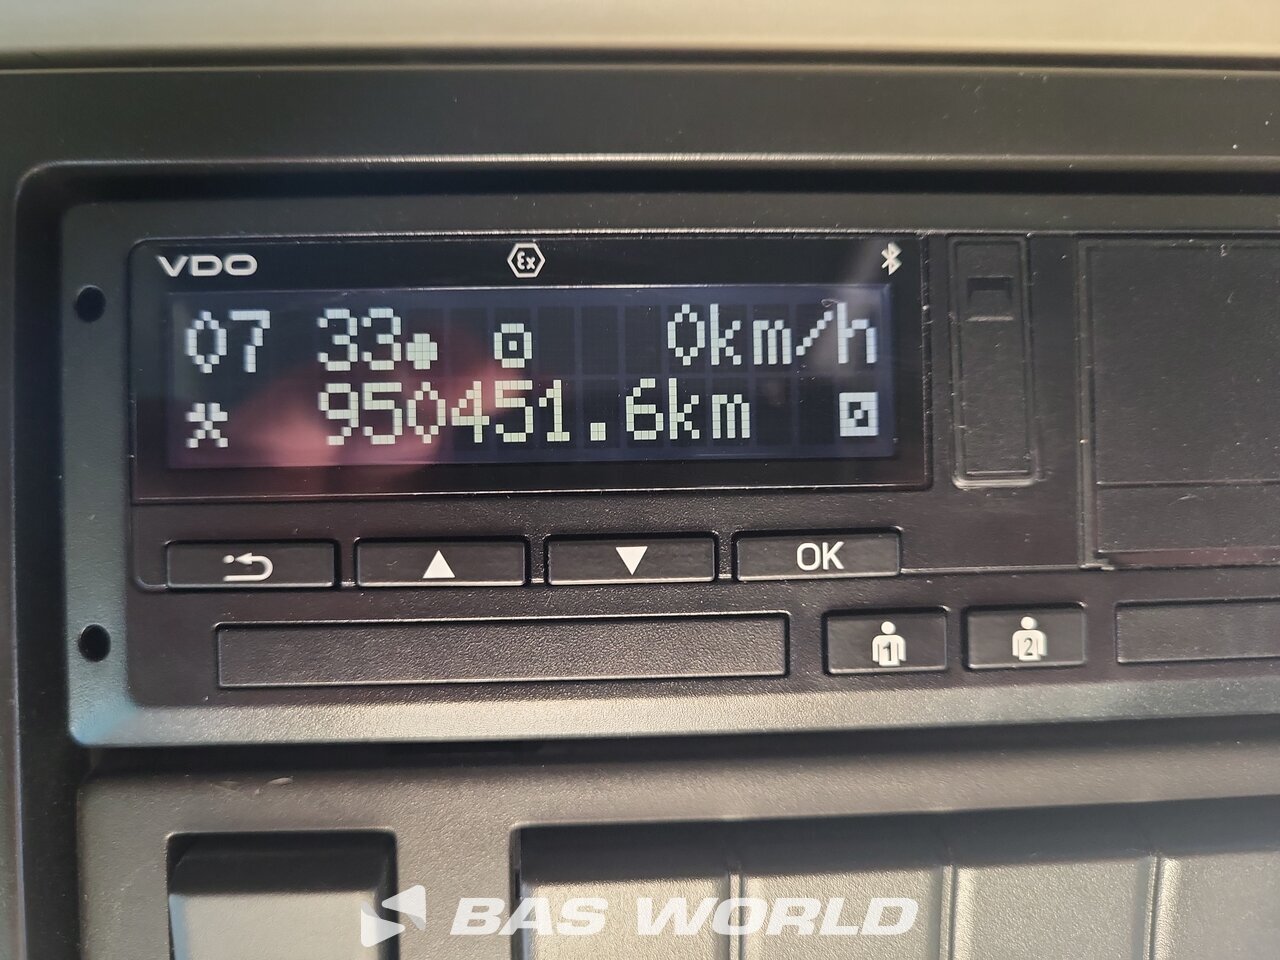 VDO Ex
07 33 0km/h
950451.6km
OK
1 2
BAS WORLD